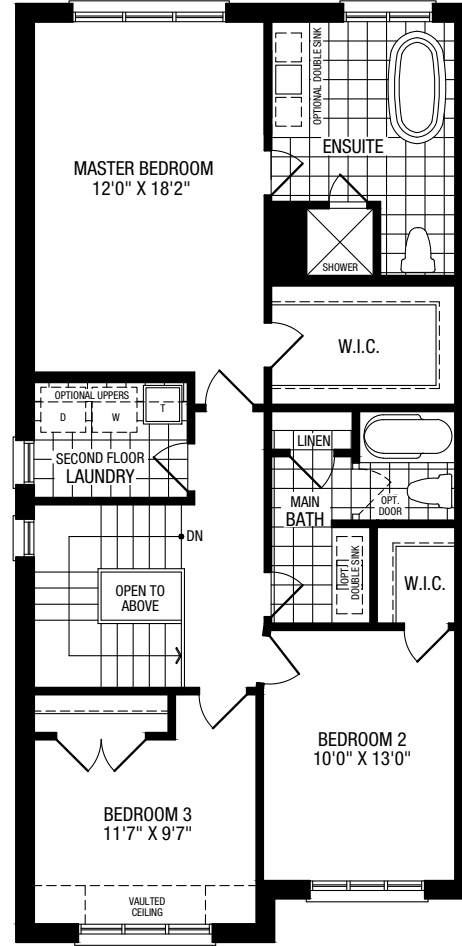 OPTIONAL DOUBLE SINK
ENSUITE
MASTER BEDROOM
12'0" X 18'2"
SHOWER
W.I.C.
OPTIONAL UPPERS
D
W
T
SECOND FLOOR
LAUNDRY
LINEN
MAIN
BATH
OPT.
DOOR
DN
OPT.
DOUBLE SINK
OPEN TO
ABOVE
W.I.C.
BEDROOM 2
10'0" X 13'0"
BEDROOM 3
11'7" X 9'7"
VAULTED
CEILING